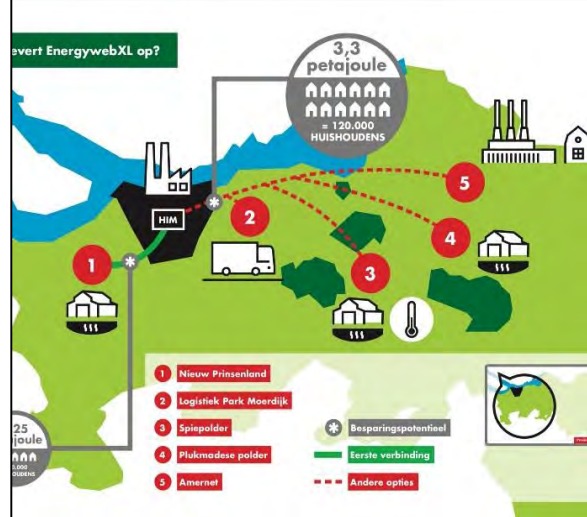 evert EnergywebXL op?
3,3
petajoule
= 120.000
HUISHOUDENS
HIM
1
2
3
4
5
25
ajoule
1 Nieuw Prinsenland
2 Logistiek Park Moerdijk
3 Spiepolder
4 Plukmadese polder
5 Amernet
Besparingspotentieel
Eerste verbinding
Andere opties